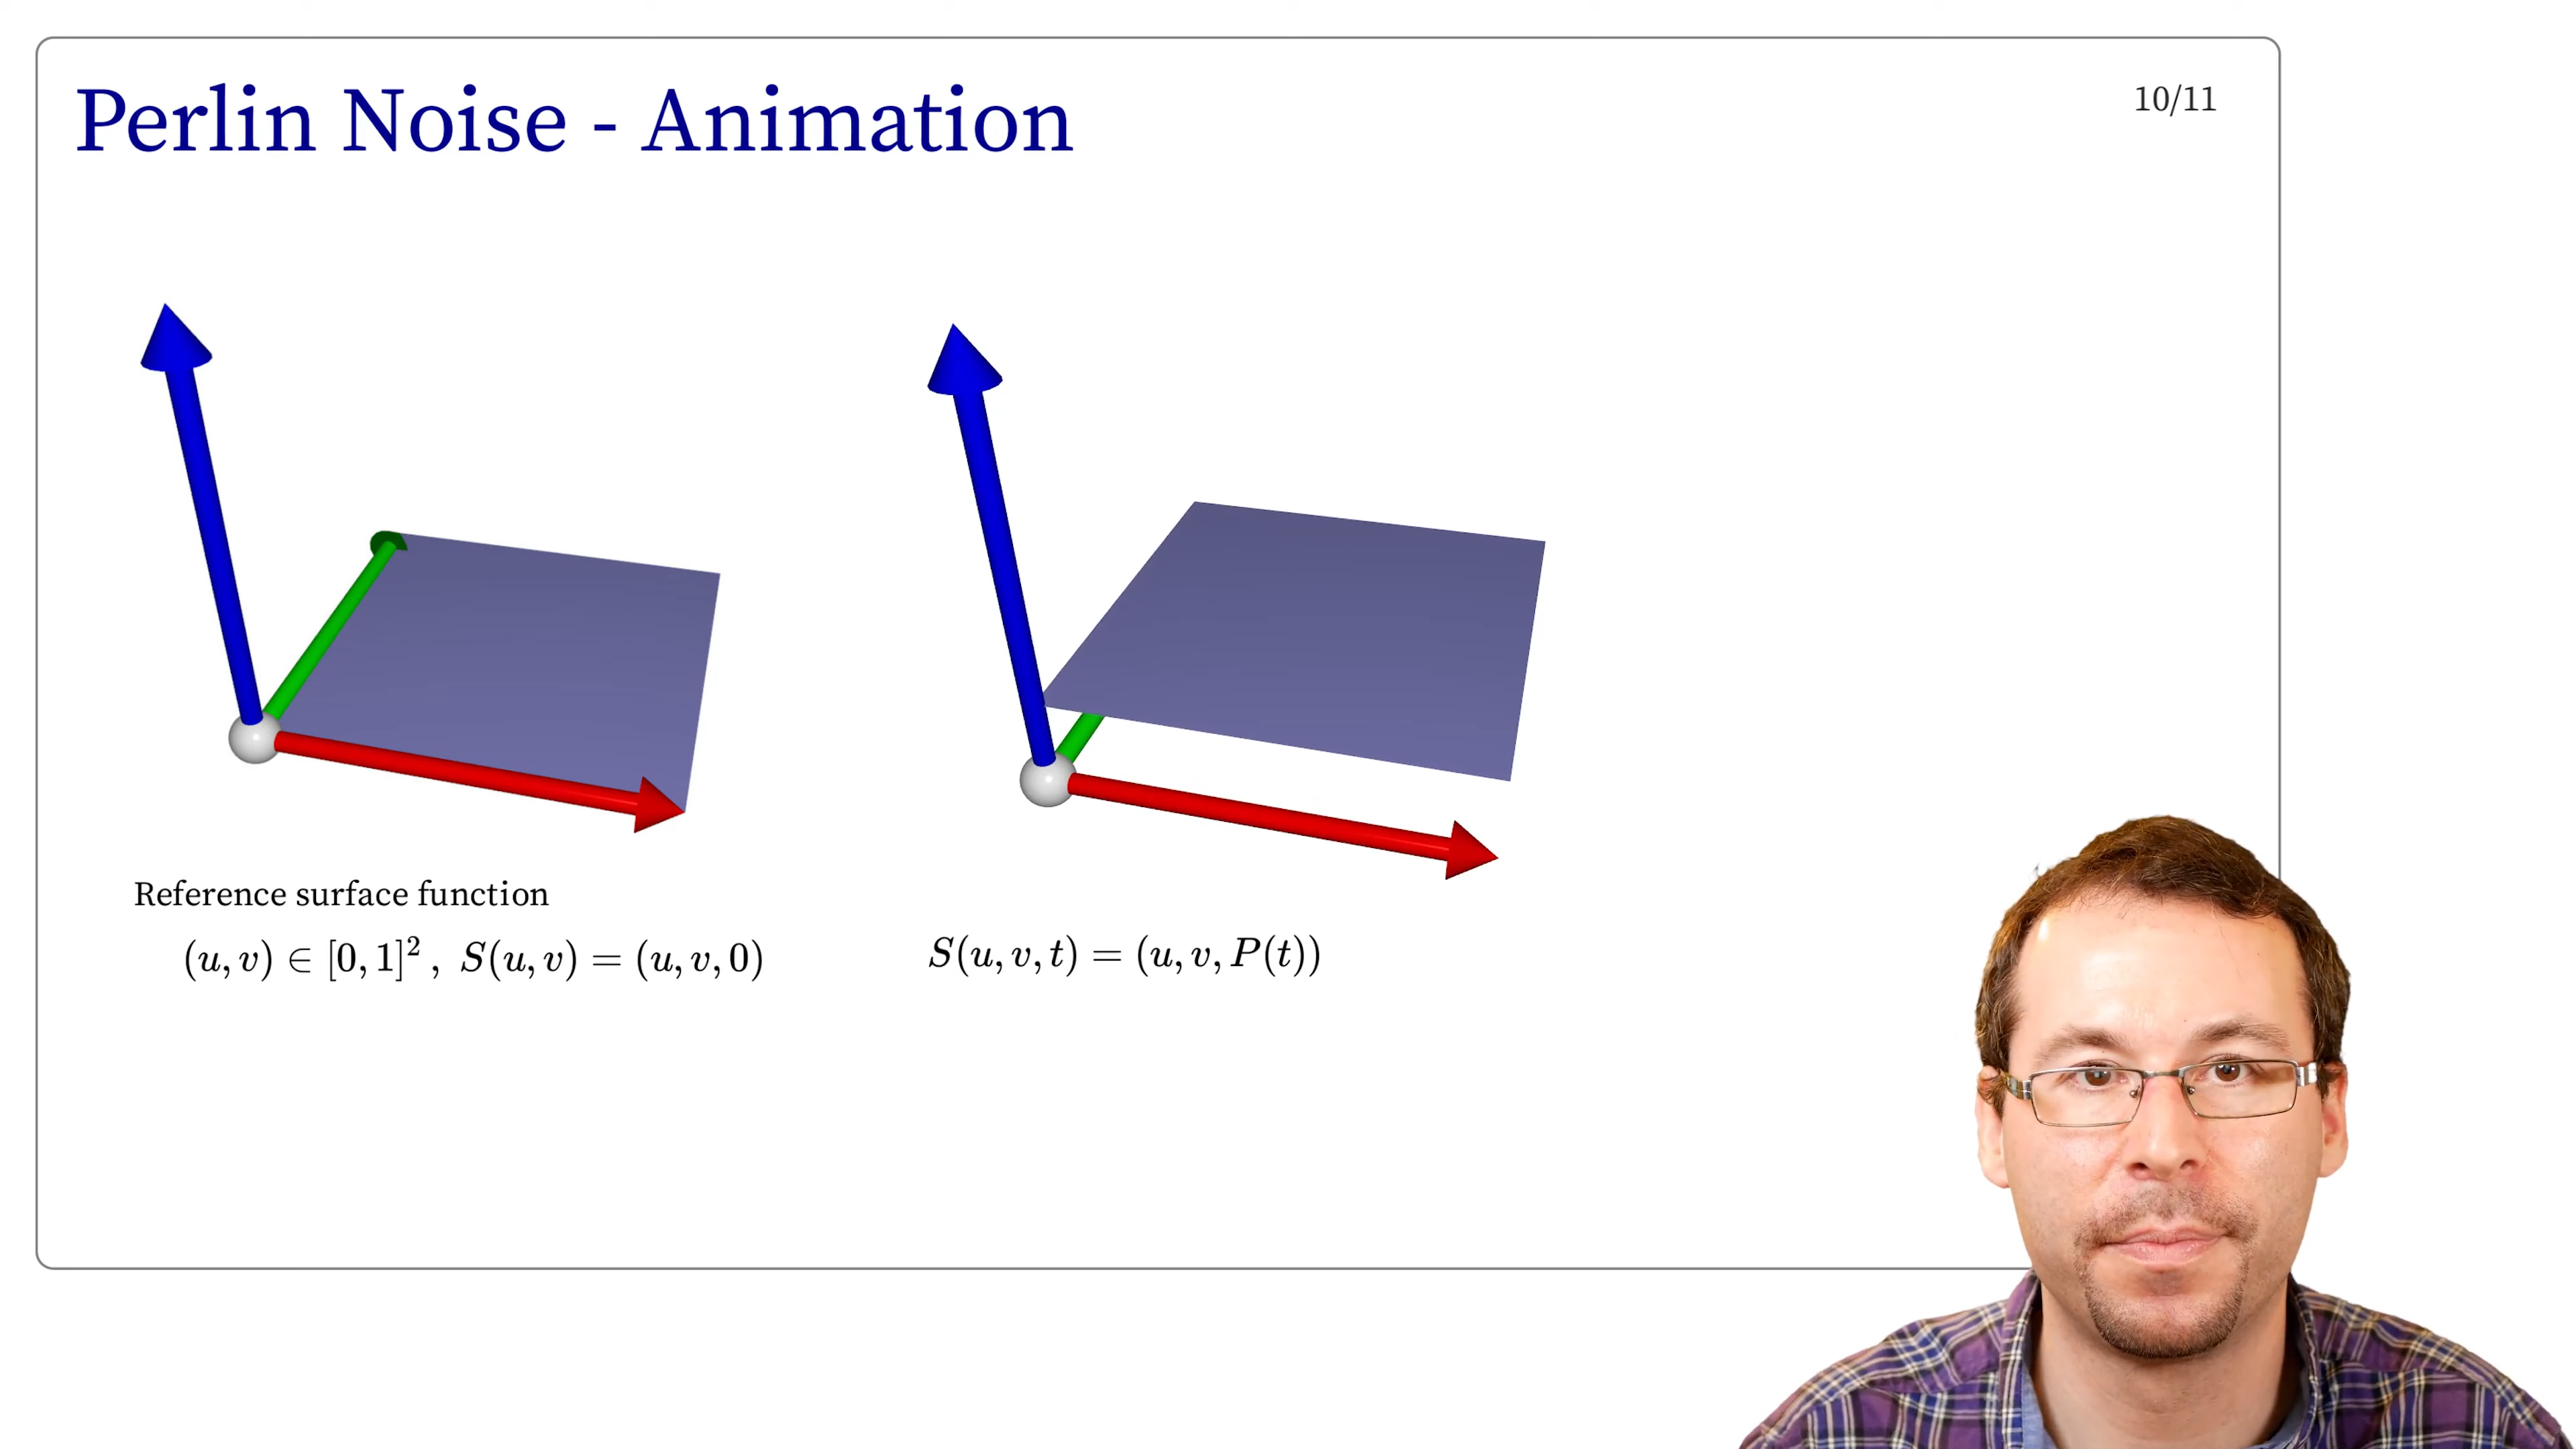 Perlin Noise - Animation
10/11
Reference surface function
(u, v) ∈ [0, 1]² , S(u, v) = (u, v, 0)
S(u, v, t) = (u, v, P(t))